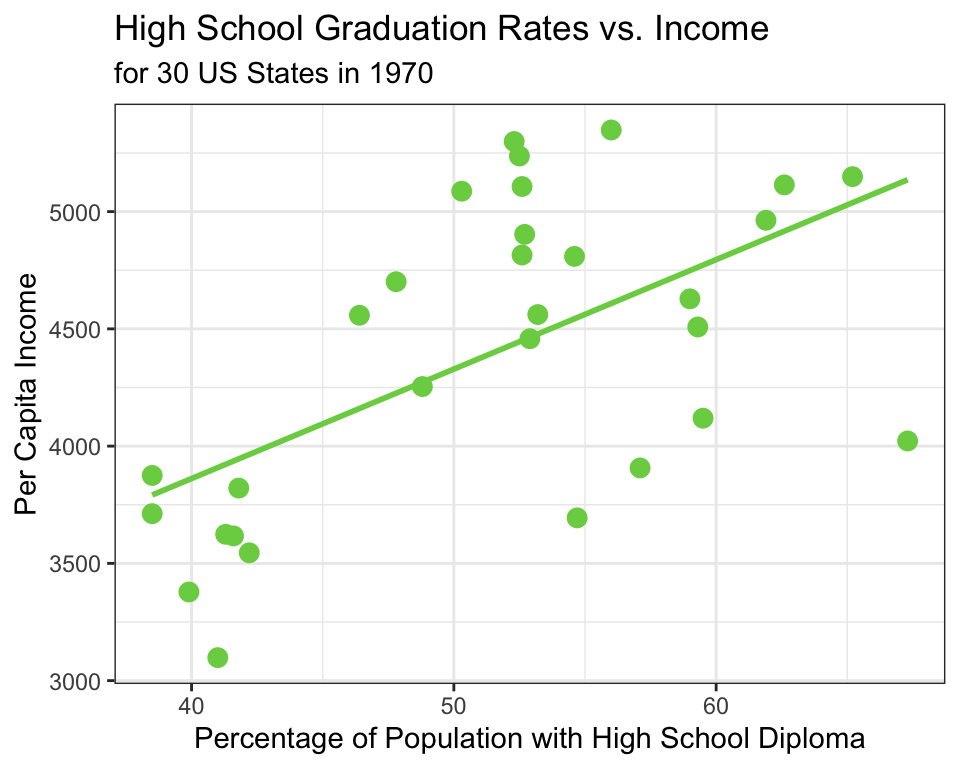 High School Graduation Rates vs. Income
for 30 US States in 1970
5000
4500
4000
3500
3000
Per Capita Income
40 50 60
Percentage of Population with High School Diploma